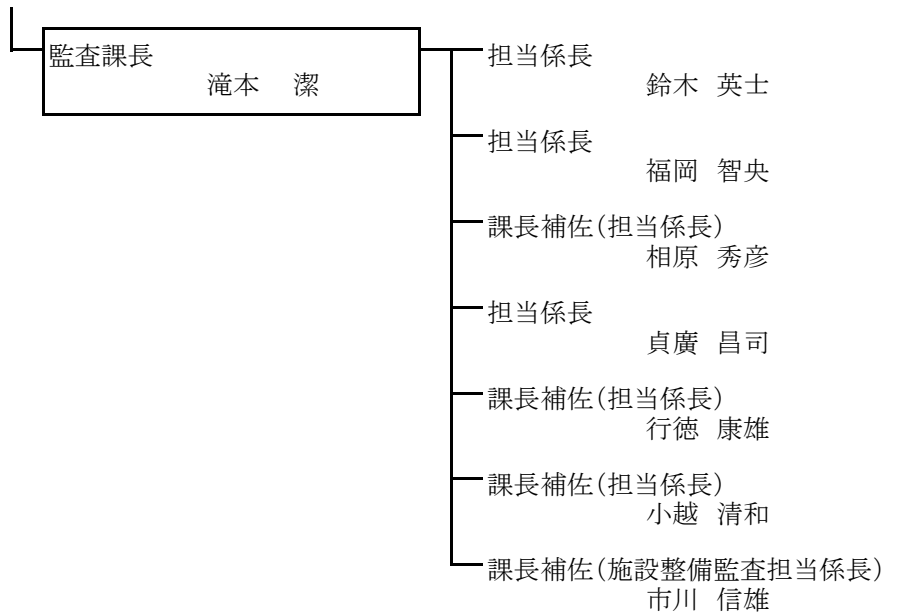 監査課長
滝本 潔
担当係長
鈴木 英士
担当係長
福岡 智央
課長補佐(担当係長)
相原 秀彦
担当係長
貞廣 昌司
課長補佐(担当係長)
行徳 康雄
課長補佐(担当係長)
小越 清和
課長補佐(施設整備監査担当係長)
市川 信雄